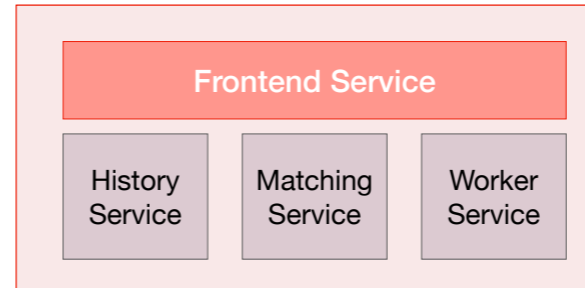 Frontend Service
History
Service
Matching
Service
Worker
Service